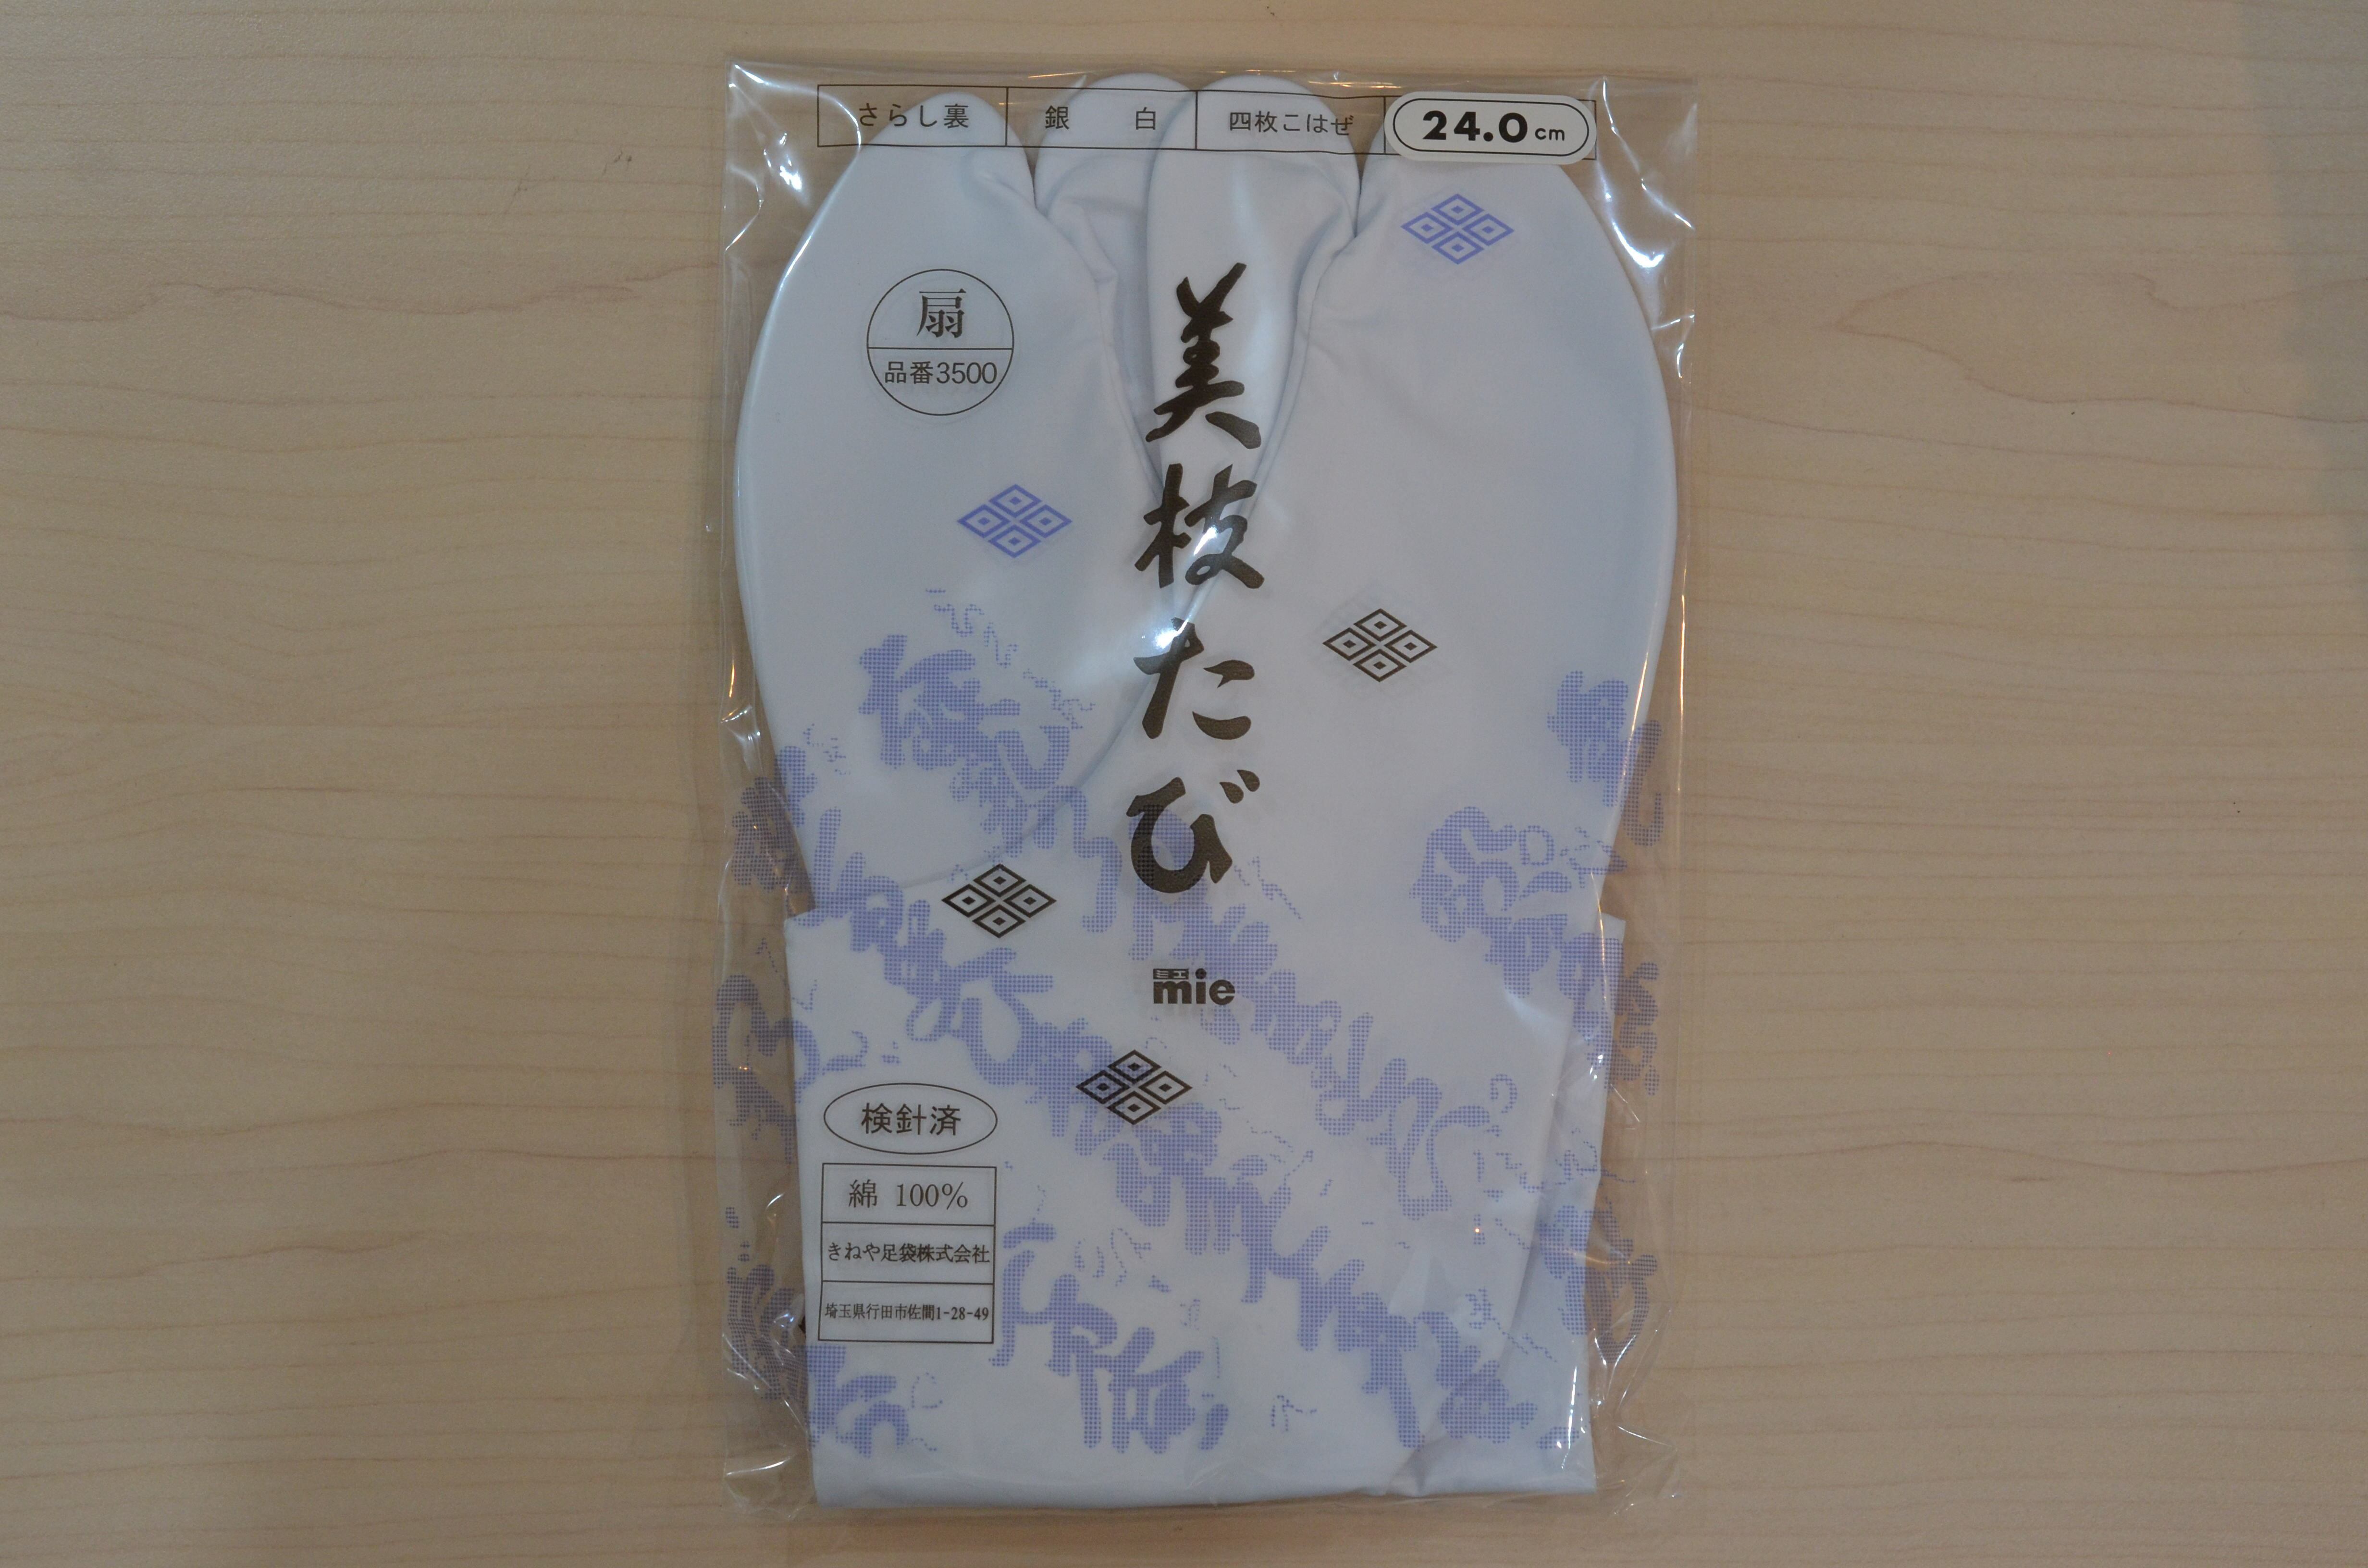 さらし裏
銀 白
四枚こはぜ
24.0cm
扇
品番3500
美枝たび
ミエ
mie
検針済
綿 100%
きねや足袋株式会社
埼玉県行田市佐間1-28-49